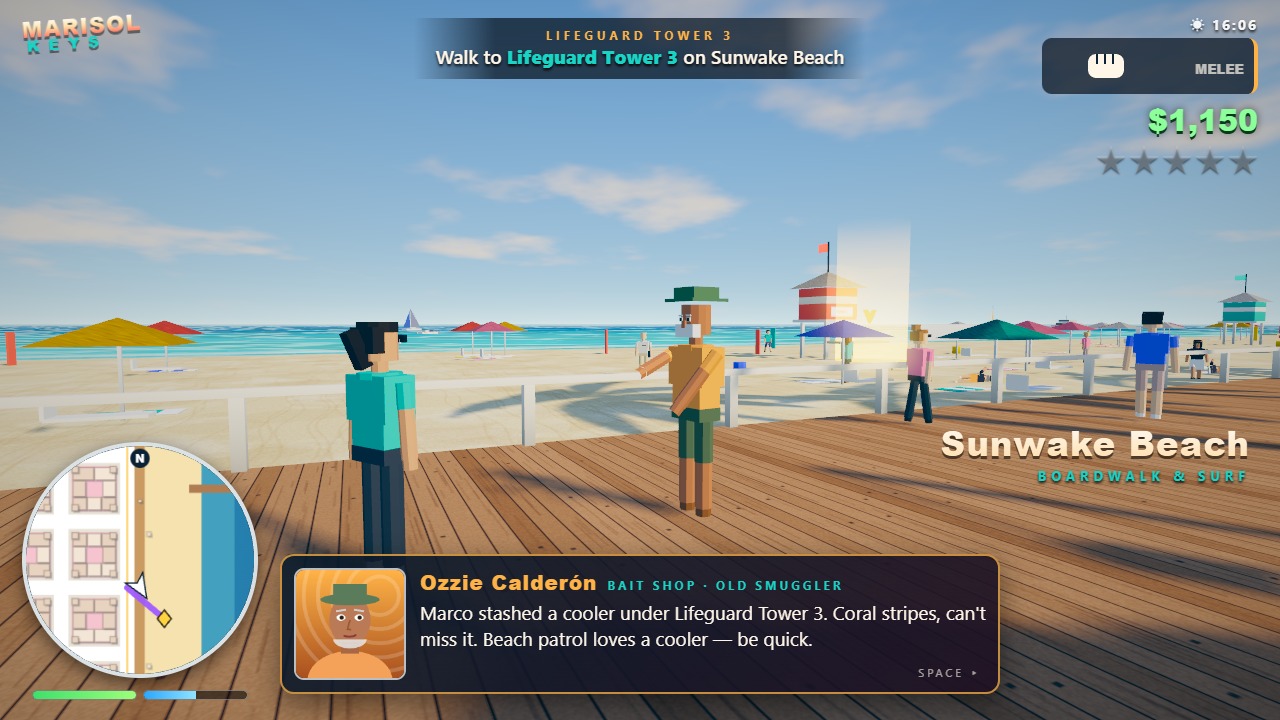 MARISOL
KEYS
LIFEGUARD TOWER 3
Walk to Lifeguard Tower 3 on Sunwake Beach
16:06
MELEE
$1,150
Sunwake Beach
BOARDWALK & SURF
N
Ozzie Calderón BAIT SHOP · OLD SMUGGLER
Marco stashed a cooler under Lifeguard Tower 3. Coral stripes, can't
miss it. Beach patrol loves a cooler — be quick.
SPACE